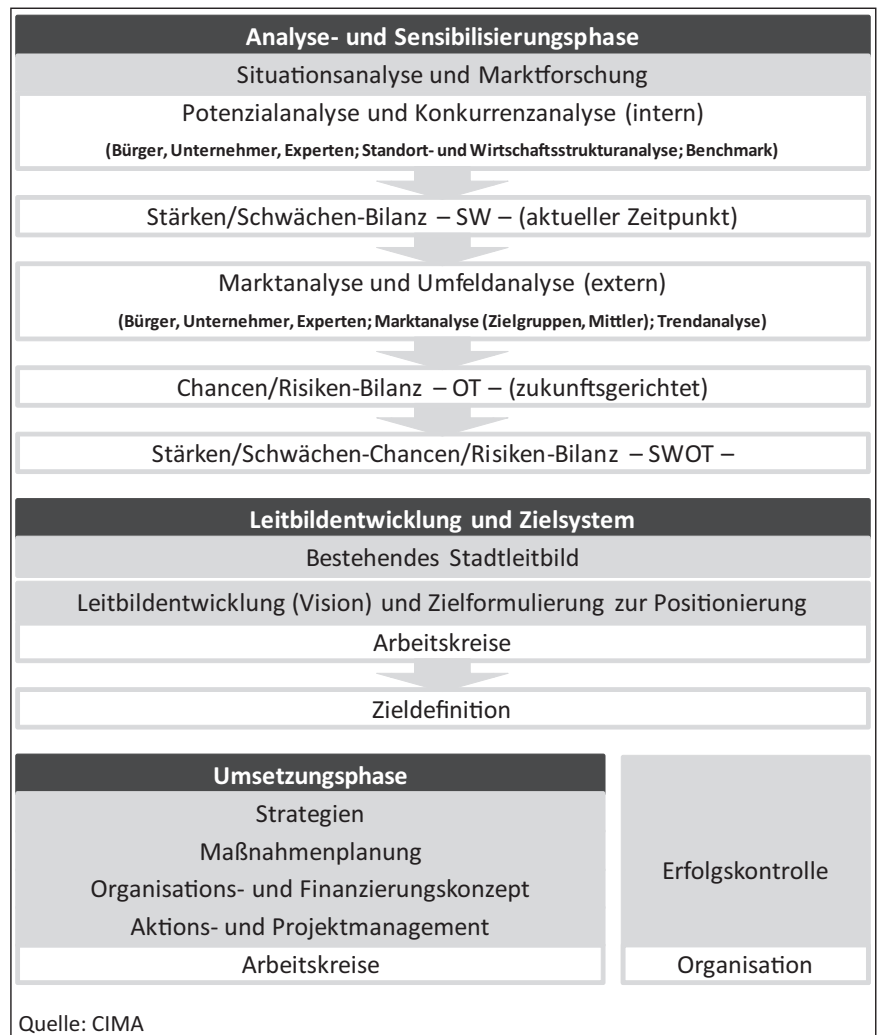 Analyse- und Sensibilisierungsphase
Situationsanalyse und Marktforschung
Potenzialanalyse und Konkurrenzanalyse (intern)
(Bürger, Unternehmer, Experten; Standort- und Wirtschaftsstrukturanalyse; Benchmark)
Stärken/Schwächen-Bilanz – SW – (aktueller Zeitpunkt)
Marktanalyse und Umfeldanalyse (extern)
(Bürger, Unternehmer, Experten; Marktanalyse (Zielgruppen, Mittler); Trendanalyse)
Chancen/Risiken-Bilanz – OT – (zukunftsgerichtet)
Stärken/Schwächen-Chancen/Risiken-Bilanz – SWOT –
Leitbildentwicklung und Zielsystem
Bestehendes Stadtleitbild
Leitbildentwicklung (Vision) und Zielformulierung zur Positionierung
Arbeitskreise
Zieldefinition
Umsetzungsphase
Strategien
Maßnahmenplanung
Organisations- und Finanzierungskonzept
Aktions- und Projektmanagement
Arbeitskreise
Erfolgskontrolle
Organisation
Quelle: CIMA